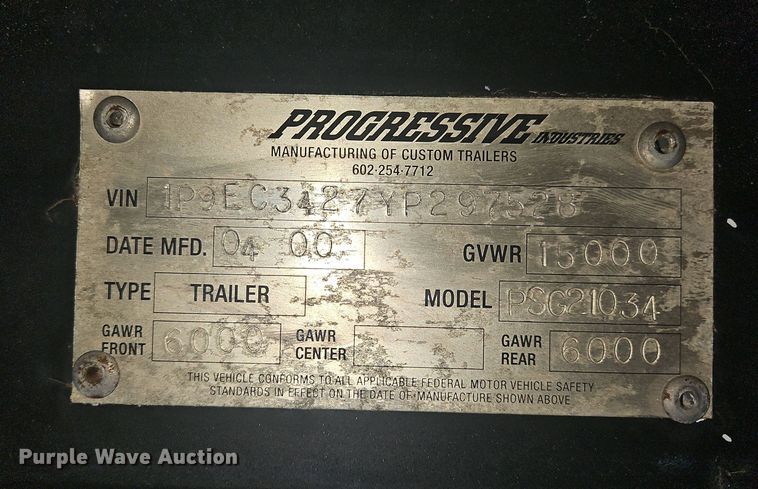 PROGRESSIVE INDUSTRIES
MANUFACTURING OF CUSTOM TRAILERS
602-254-7712
VIN 1P9EC3427YP297528
DATE MFD. 04 00 GVWR 15000
TYPE TRAILER MODEL PSG21034
GAWR FRONT 6000 GAWR CENTER GAWR REAR 6000
THIS VEHICLE CONFORMS TO ALL APPLICABLE FEDERAL MOTOR VEHICLE SAFETY
STANDARDS IN EFFECT ON THE DATE OF MANUFACTURE SHOWN ABOVE
Purple Wave Auction